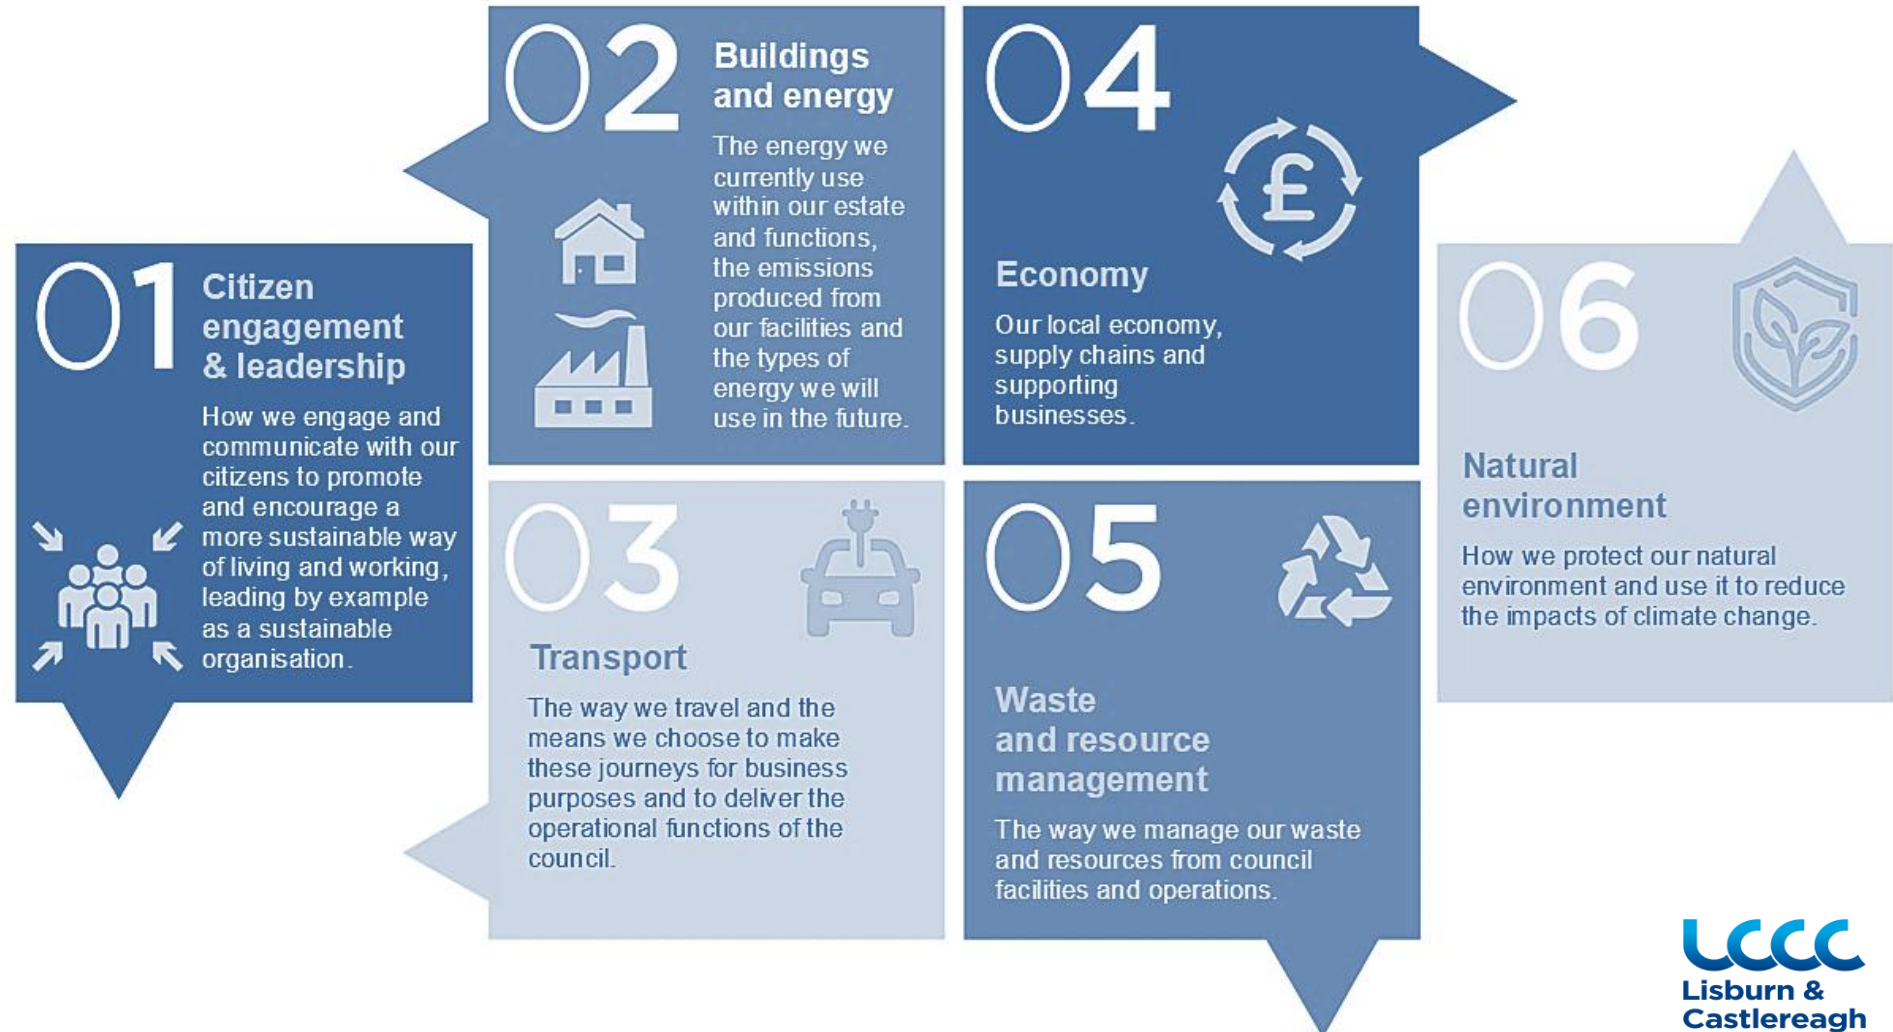 01
Citizen
engagement
& leadership
How we engage and
communicate with our
citizens to promote
and encourage a
more sustainable way
of living and working,
leading by example
as a sustainable
organisation.
02
Buildings
and energy
The energy we
currently use
within our estate
and functions,
the emissions
produced from
our facilities and
the types of
energy we will
use in the future.
03
Transport
The way we travel and the
means we choose to make
these journeys for business
purposes and to deliver the
operational functions of the
council.
04
£
Economy
Our local economy,
supply chains and
supporting
businesses.
05
Waste
and resource
management
The way we manage our waste
and resources from council
facilities and operations.
06
Natural
environment
How we protect our natural
environment and use it to reduce
the impacts of climate change.
LCCC
Lisburn &
Castlereagh